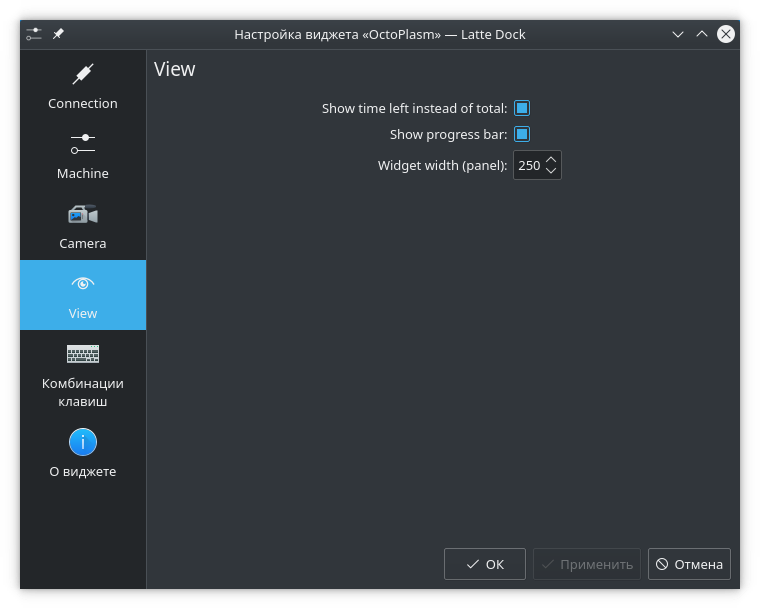 Настройка виджета «OctoPlasm» — Latte Dock
Connection
Machine
Camera
View
Комбинации
клавиш
О виджете
View
Show time left instead of total:
Show progress bar:
Widget width (panel): 250
ОК
Применить
Отмена